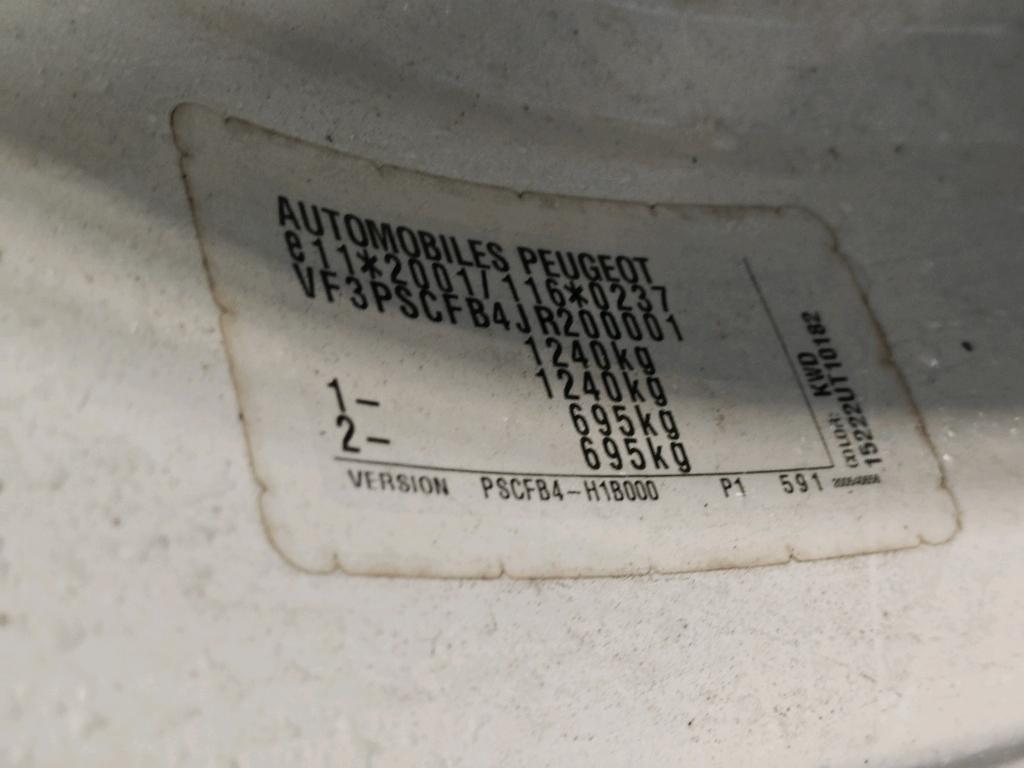 AUTOMOBILES PEUGEOT
e11*2001/116*0237
VF3PSCFB4JR200001
1240kg
1240kg
1- 695kg
2- 695kg
VERSION PSCFB4-H1B000 P1 591
COLOR: KWD
15222UT10182